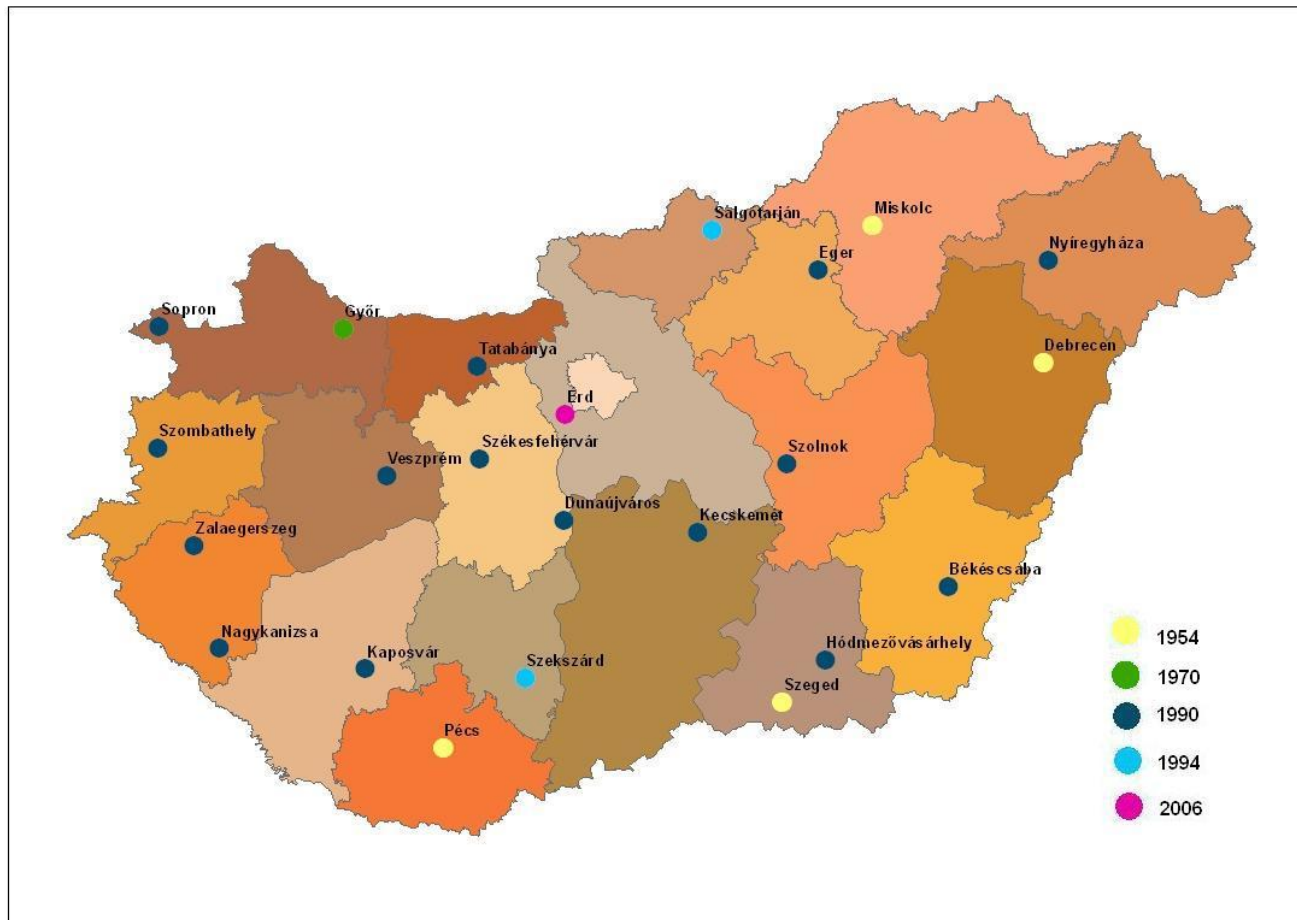 Salgótarján
Miskolc
Eger
Nyíregyháza
Sopron
Győr
Tatabánya
Debrecen
Érd
Szombathely
Veszprém
Székesfehérvár
Szolnok
Dunaújváros
Kecskemét
Zalaegerszeg
Békéscsaba
Nagykanizsa
Kaposvár
Szekszárd
Hódmezővásárhely
Szeged
Pécs
1954
1970
1990
1994
2006